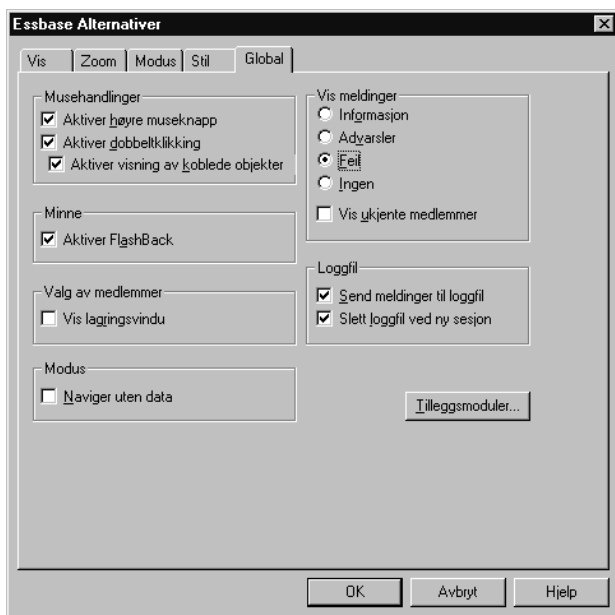 Essbase Alternativer
Vis Zoom Modus Stil Global
Musehandlinger
Aktiver høyre museknapp
Aktiver dobbeltklikking
Aktiver visning av koblede objekter
Minne
Aktiver FlashBack
Valg av medlemmer
Vis lagringsvindu
Modus
Naviger uten data
Vis meldinger
Informasjon
Advarsler
Feil
Ingen
Vis ukjente medlemmer
Loggfil
Send meldinger til loggfil
Slett loggfil ved ny sesjon
Tilleggsmoduler...
OK Avbryt Hjelp